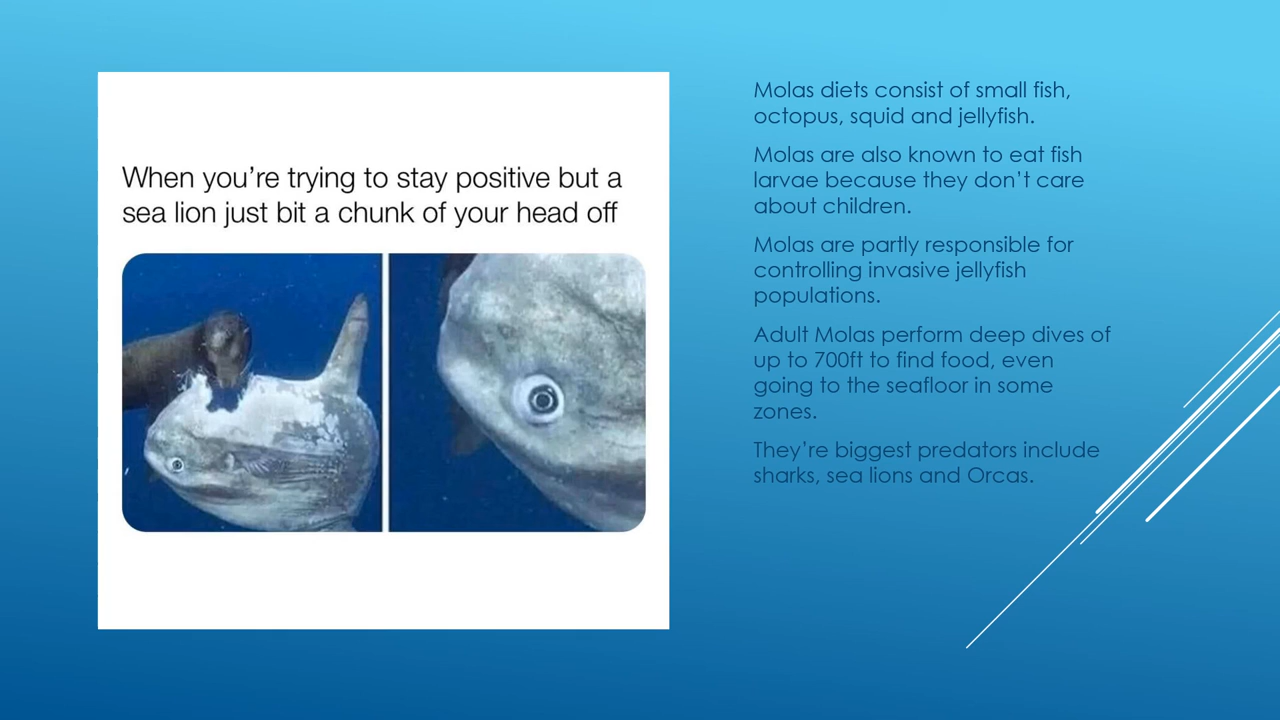 When you’re trying to stay positive but a
sea lion just bit a chunk of your head off
Molas diets consist of small fish,
octopus, squid and jellyfish.
Molas are also known to eat fish
larvae because they don’t care
about children.
Molas are partly responsible for
controlling invasive jellyfish
populations.
Adult Molas perform deep dives of
up to 700ft to find food, even
going to the seafloor in some
zones.
They’re biggest predators include
sharks, sea lions and Orcas.